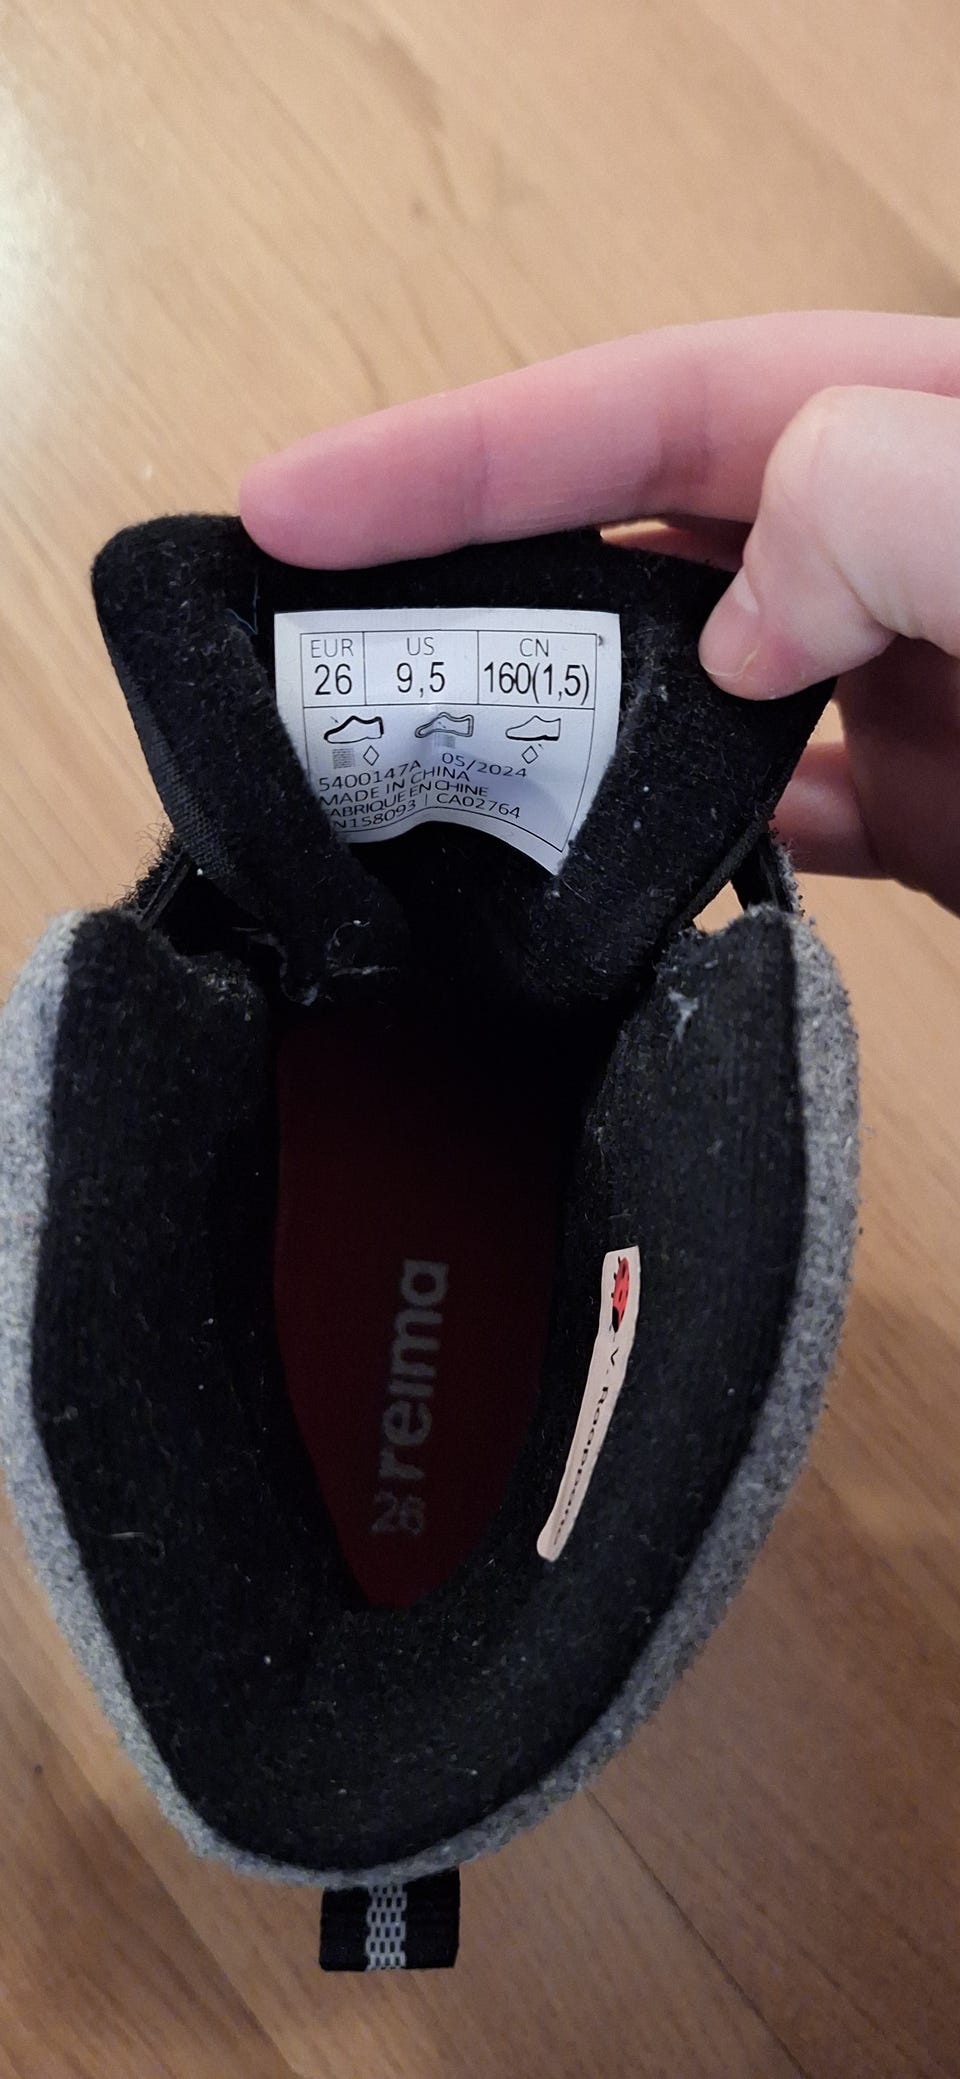 EUR US CN
26 9,5 160(1,5)
5400147A 05/2024
MADE IN CHINA
FABRIQUE EN CHINE
N158093 | CA02764
reima
26
V.